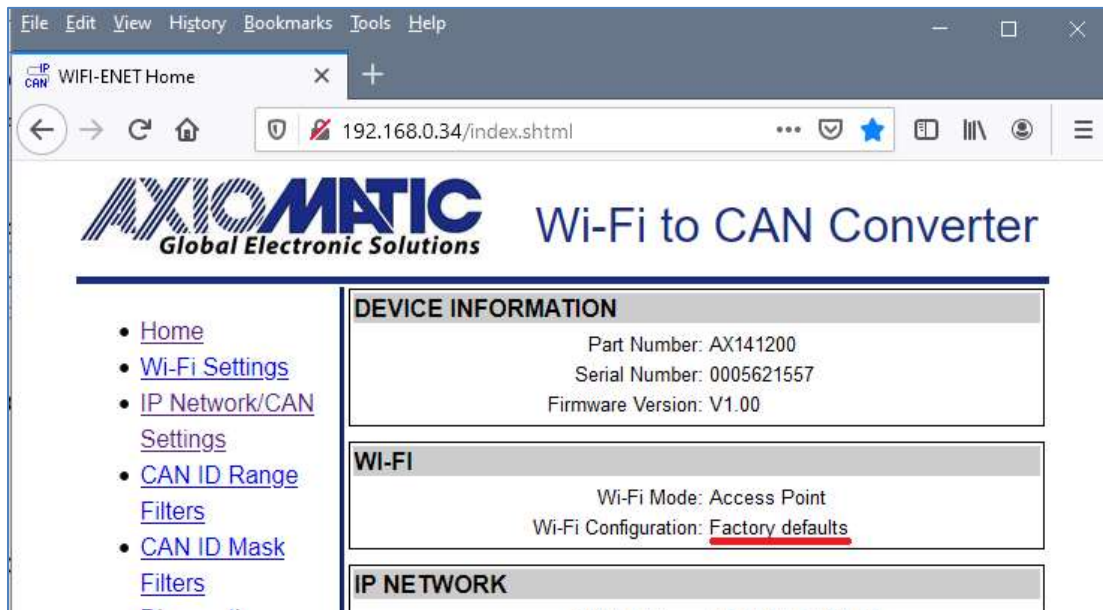 File Edit View History Bookmarks Tools Help
IP
CAN WIFI-ENET Home
192.168.0.34/index.shtml
AXIOMATIC
Global Electronic Solutions
Wi-Fi to CAN Converter
• Home
• Wi-Fi Settings
• IP Network/CAN
Settings
• CAN ID Range
Filters
• CAN ID Mask
Filters
DEVICE INFORMATION
Part Number: AX141200
Serial Number: 0005621557
Firmware Version: V1.00
WI-FI
Wi-Fi Mode: Access Point
Wi-Fi Configuration: Factory defaults
IP NETWORK